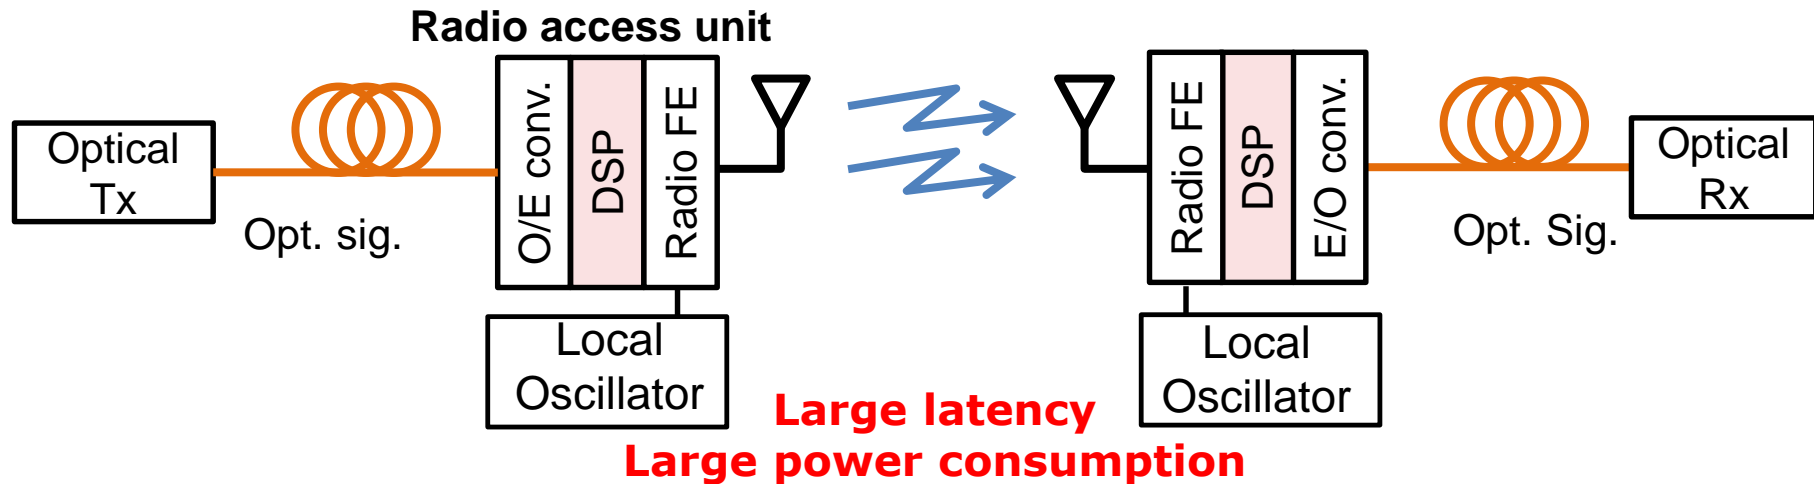 Radio access unit
Optical
Tx
Opt. sig.
O/E conv.
DSP
Radio FE
Local
Oscillator
Radio FE
DSP
E/O conv.
Local
Oscillator
Opt. Sig.
Optical
Rx
Large latency
Large power consumption